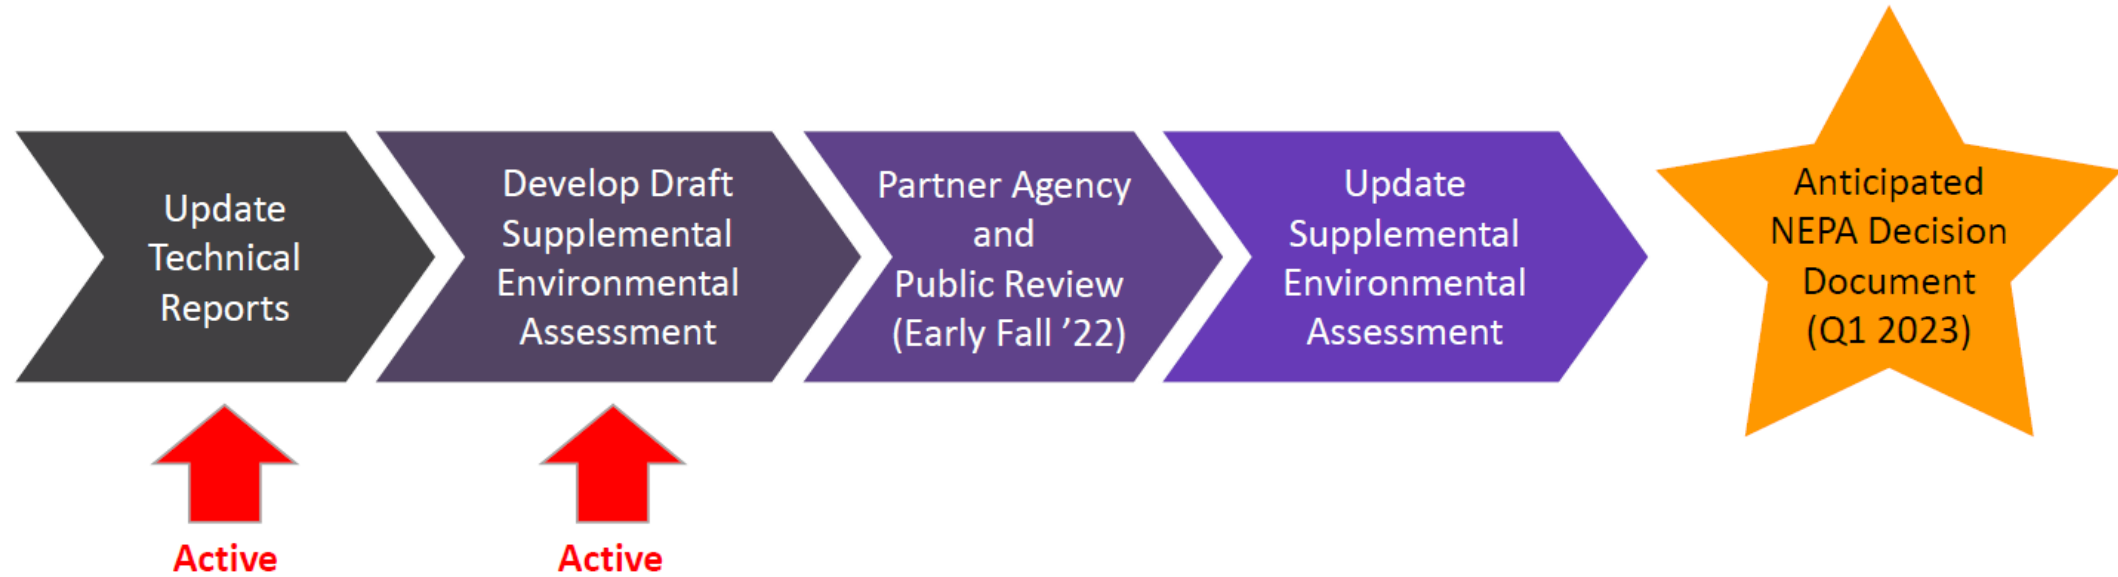 Update
Technical
Reports
Develop Draft
Supplemental
Environmental
Assessment
Partner Agency
and
Public Review
(Early Fall ’22)
Update
Supplemental
Environmental
Assessment
Anticipated
NEPA Decision
Document
(Q1 2023)
Active
Active